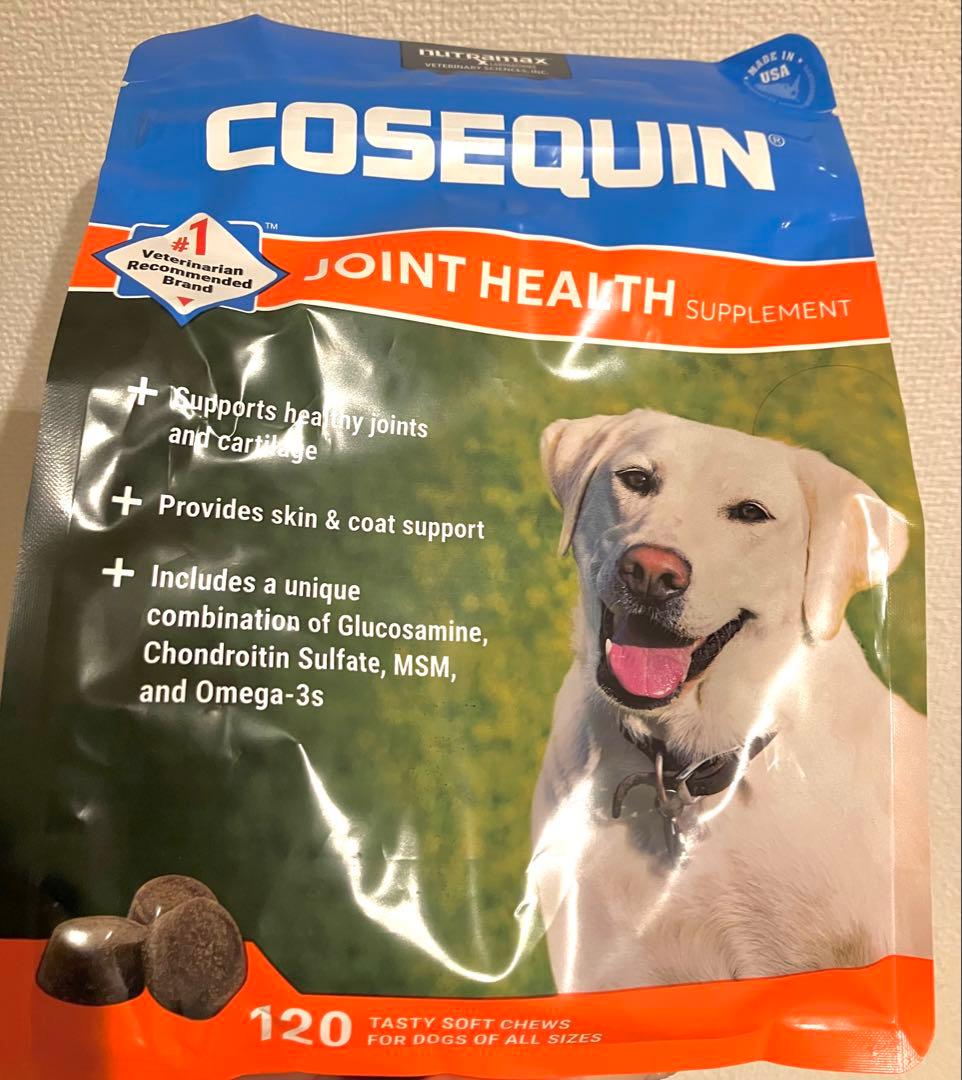 nutramax
LABORATORIES
VETERINARY SCIENCES, INC.
MADE IN
USA
COSEQUIN®
#1
Veterinarian
Recommended
Brand
™
JOINT HEALTH SUPPLEMENT
+ Supports healthy joints
and cartilage
+ Provides skin & coat support
+ Includes a unique
combination of Glucosamine,
Chondroitin Sulfate, MSM,
and Omega-3s
120 TASTY SOFT CHEWS
FOR DOGS OF ALL SIZES